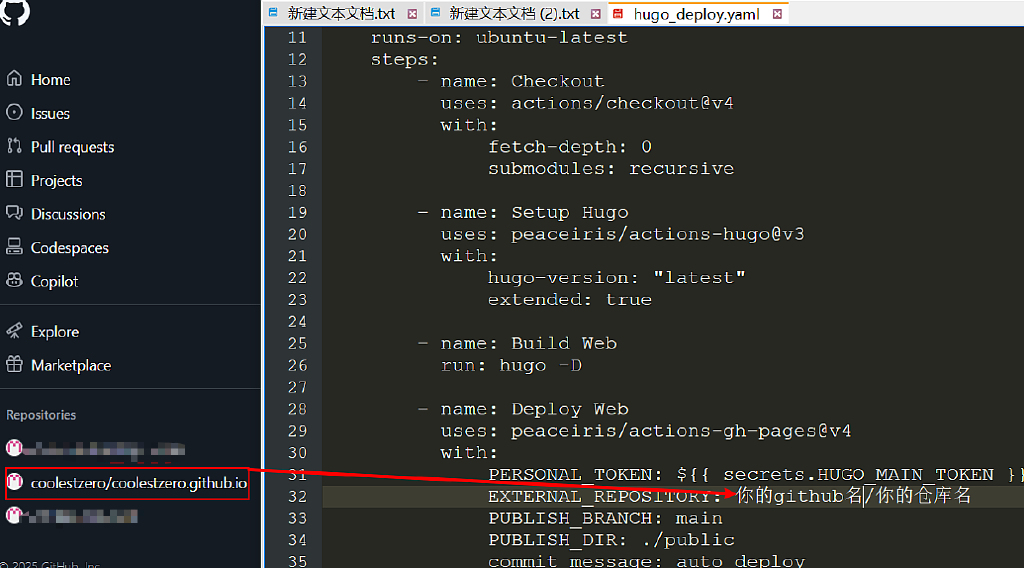 Home
Issues
Pull requests
Projects
Discussions
Codespaces
Copilot
Explore
Marketplace
Repositories
coolestzero/coolestzero.github.io
© 2025 GitHub, Inc.
新建文本文档.txt
新建文本文档 (2).txt
hugo_deploy.yaml
11 runs-on: ubuntu-latest
12 steps:
13 - name: Checkout
14 uses: actions/checkout@v4
15 with:
16 fetch-depth: 0
17 submodules: recursive
18
19 - name: Setup Hugo
20 uses: peaceiris/actions-hugo@v3
21 with:
22 hugo-version: "latest"
23 extended: true
24
25 - name: Build Web
26 run: hugo -D
27
28 - name: Deploy Web
29 uses: peaceiris/actions-gh-pages@v4
30 with:
31 PERSONAL_TOKEN: ${{ secrets.HUGO_MAIN_TOKEN }
32 EXTERNAL_REPOSITORY: 你的github名/你的仓库名
33 PUBLISH_BRANCH: main
34 PUBLISH_DIR: ./public
35 commit_message: auto deploy